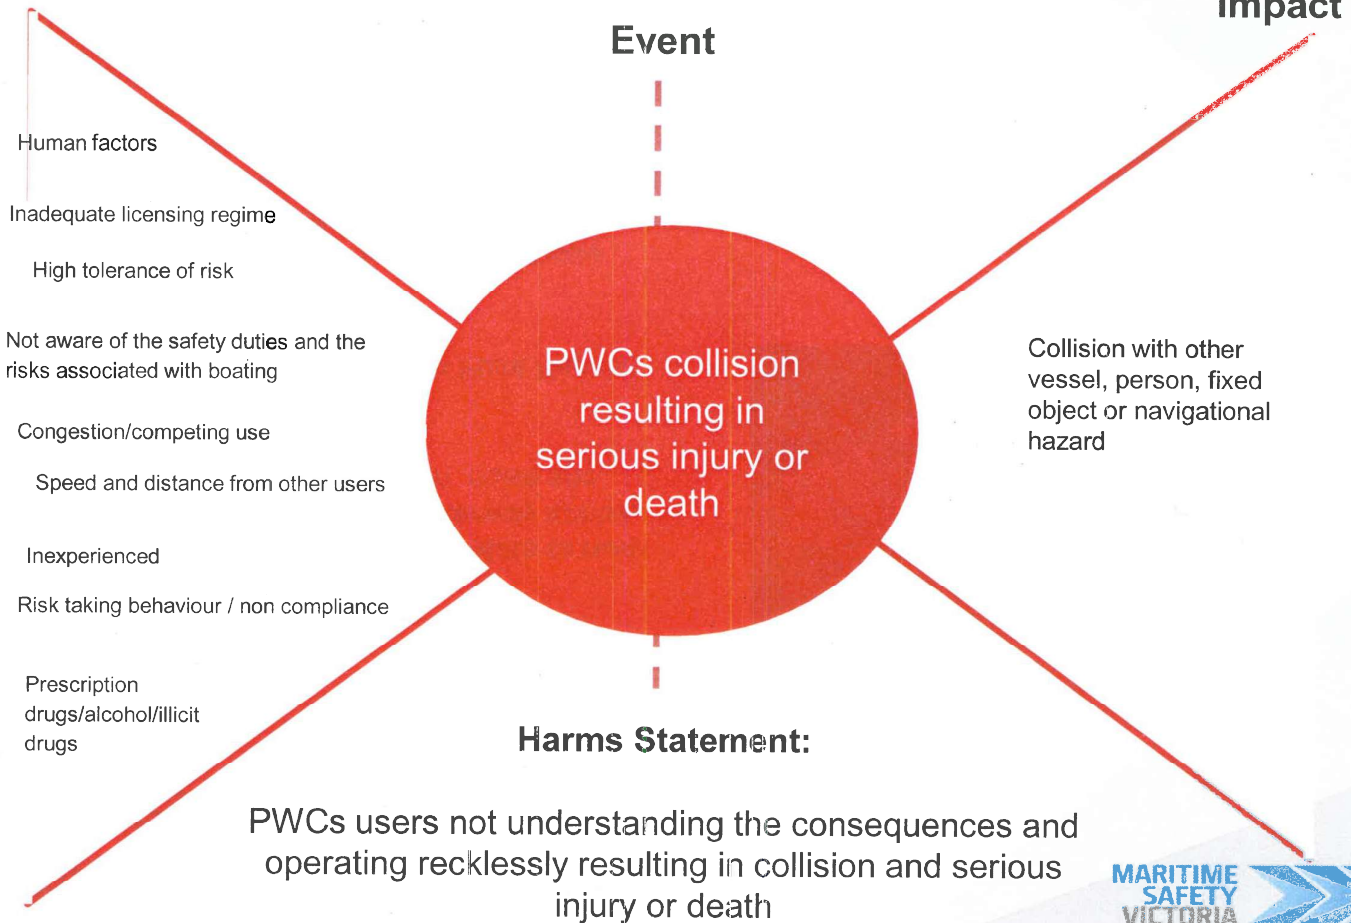 Impact
Event
Human factors
Inadequate licensing regime
High tolerance of risk
Not aware of the safety duties and the
risks associated with boating
Congestion/competing use
Speed and distance from other users
Inexperienced
Risk taking behaviour / non compliance
Prescription
drugs/alcohol/illicit
drugs
PWCs collision
resulting in
serious injury or
death
Collision with other
vessel, person, fixed
object or navigational
hazard
Harms Statement:
PWCs users not understanding the consequences and
operating recklessly resulting in collision and serious
injury or death
MARITIME
SAFETY
VICTORIA